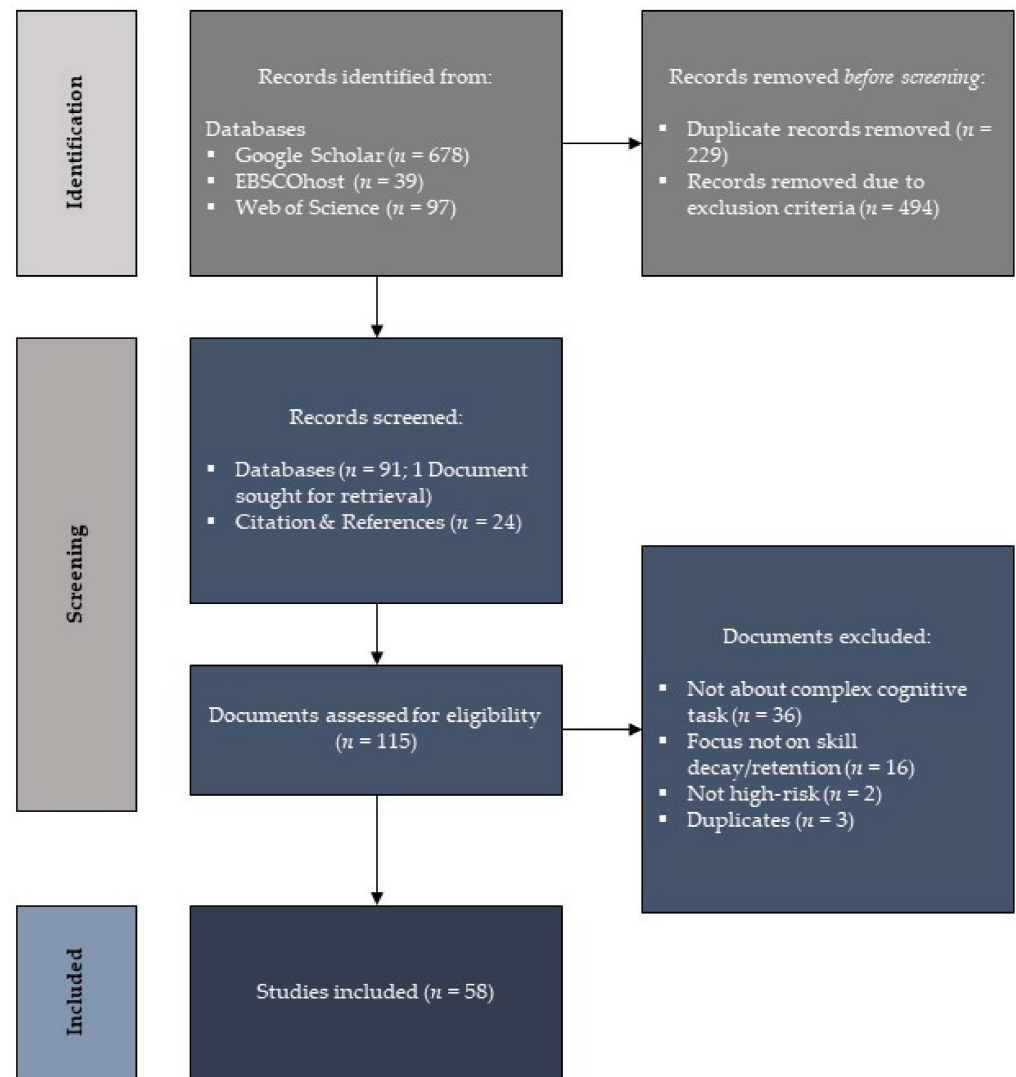 Identification
Records identified from:
Databases
▪ Google Scholar (n = 678)
▪ EBSCOhost (n = 39)
▪ Web of Science (n = 97)
Records removed before screening:
▪ Duplicate records removed (n =
229)
▪ Records removed due to
exclusion criteria (n = 494)
Screening
Records screened:
▪ Databases (n = 91; 1 Document
sought for retrieval)
▪ Citation & References (n = 24)
Documents assessed for eligibility
(n = 115)
Documents excluded:
▪ Not about complex cognitive
task (n = 36)
▪ Focus not on skill
decay/retention (n = 16)
▪ Not high-risk (n = 2)
▪ Duplicates (n = 3)
Included
Studies included (n = 58)